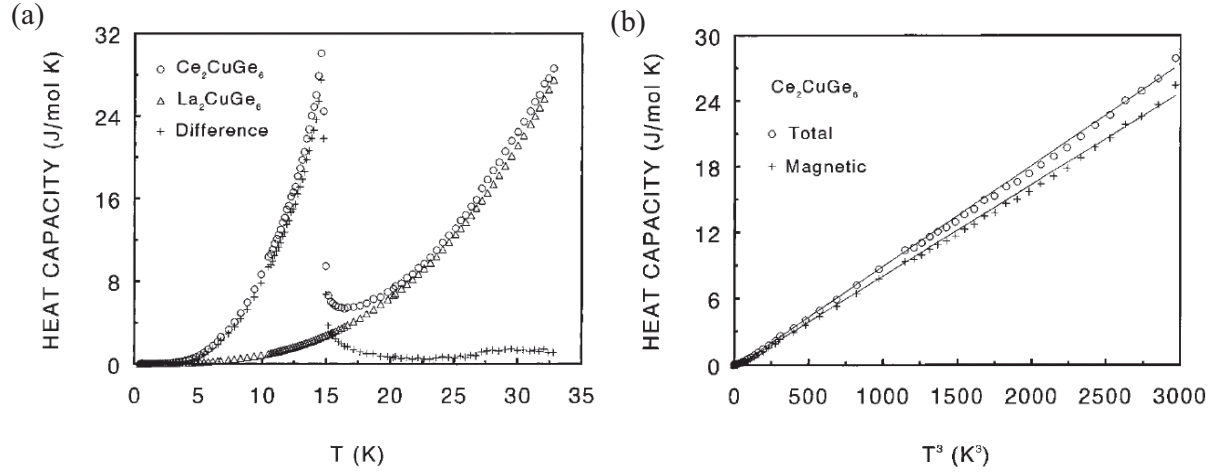 (a)
HEAT CAPACITY (J/mol K)
32
24
16
8
0
○ Ce₂CuGe₆
△ La₂CuGe₆
+ Difference
0 5 10 15 20 25 30 35
T (K)
(b)
HEAT CAPACITY (J/mol K)
30
24
18
12
6
0
Ce₂CuGe₆
○ Total
+ Magnetic
0 500 1000 1500 2000 2500 3000
T³ (K³)